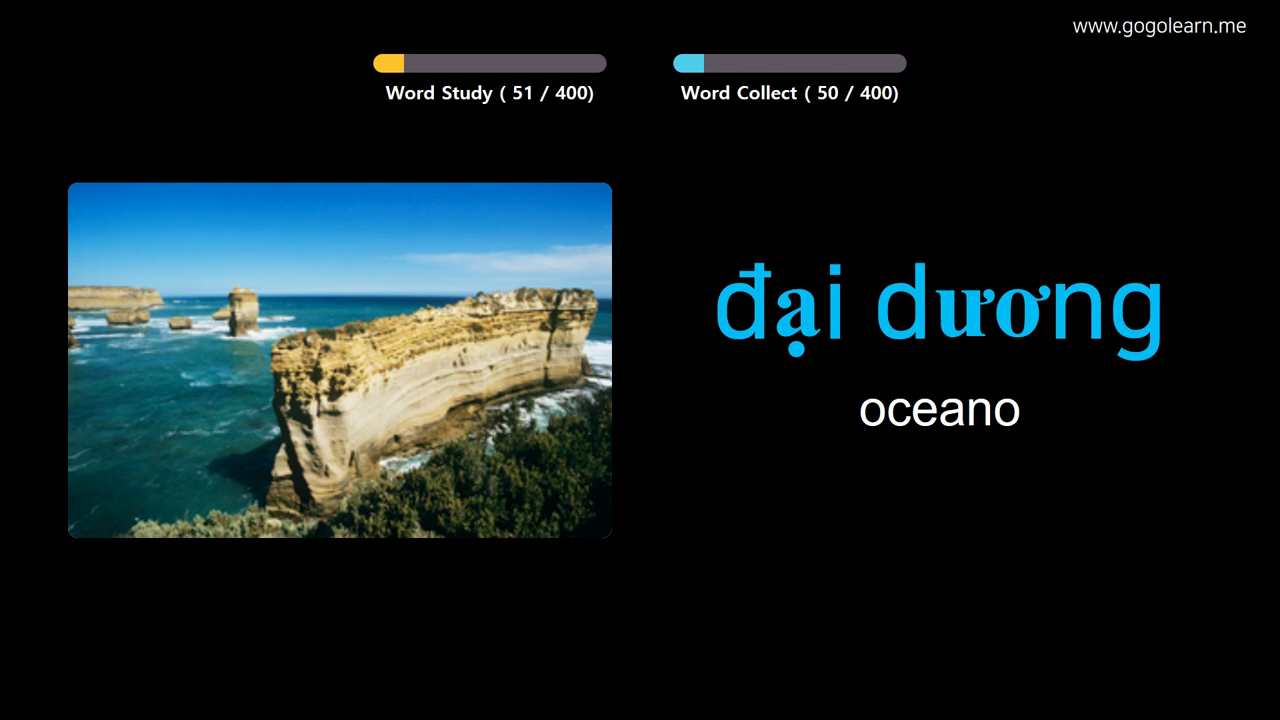 www.gogolearn.me
Word Study ( 51 / 400)
Word Collect ( 50 / 400)
đại dương
oceano